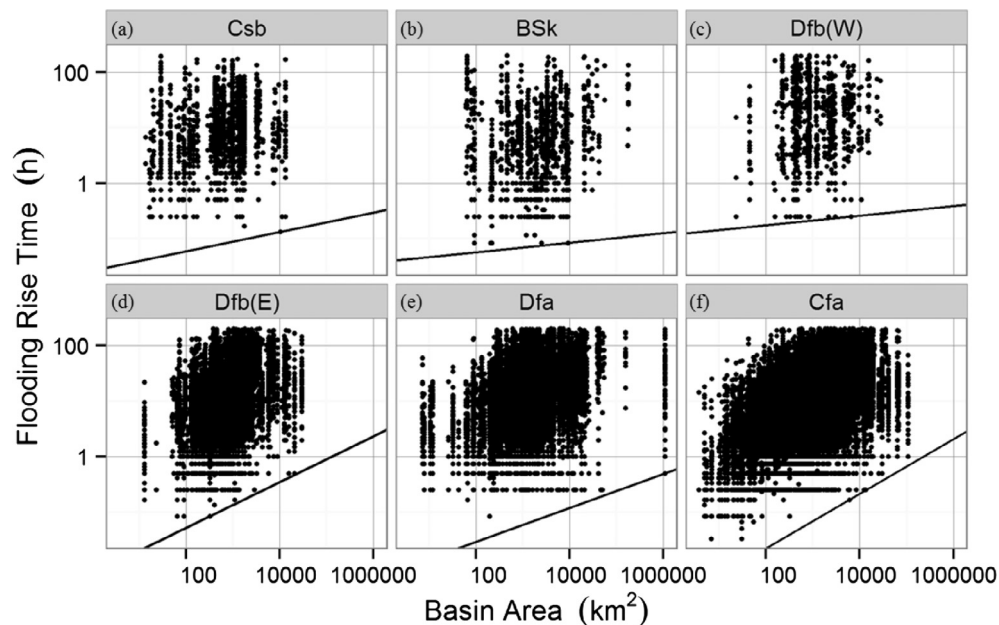 (a) Csb
(b) BSk
(c) Dfb(W)
100
1
(d) Dfb(E)
(e) Dfa
(f) Cfa
100
1
Flooding Rise Time (h)
100 10000 1000000
100 10000 1000000
100 10000 1000000
Basin Area (km²)